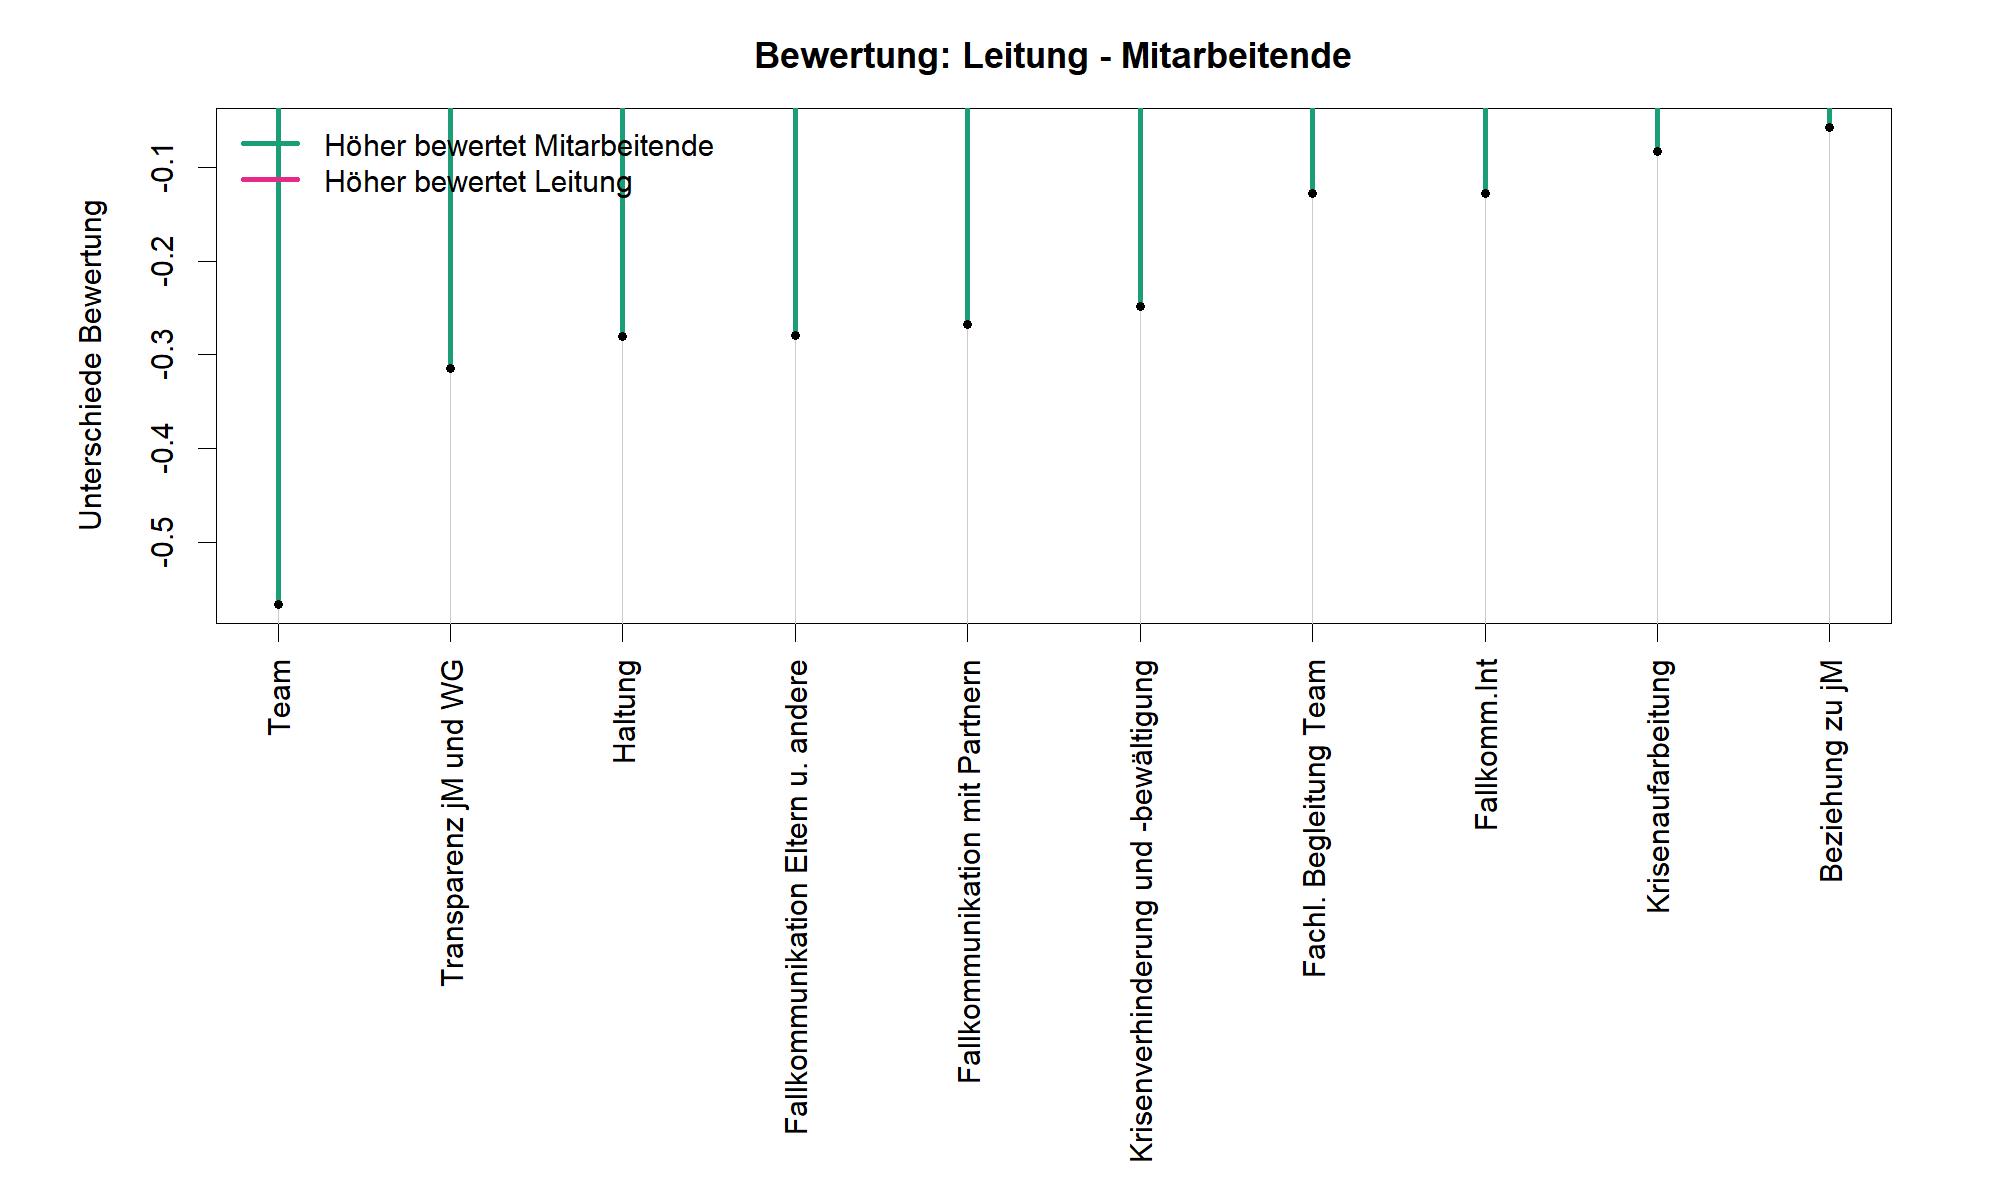 Bewertung: Leitung - Mitarbeitende
Höher bewertet Mitarbeitende
Höher bewertet Leitung
Unterschiede Bewertung
-0.1
-0.2
-0.3
-0.4
-0.5
Team
Transparenz jM und WG
Haltung
Fallkommunikation Eltern u. andere
Fallkommunikation mit Partnern
Krisenverhinderung und -bewältigung
Fachl. Begleitung Team
Fallkomm.Int
Krisenaufarbeitung
Beziehung zu jM